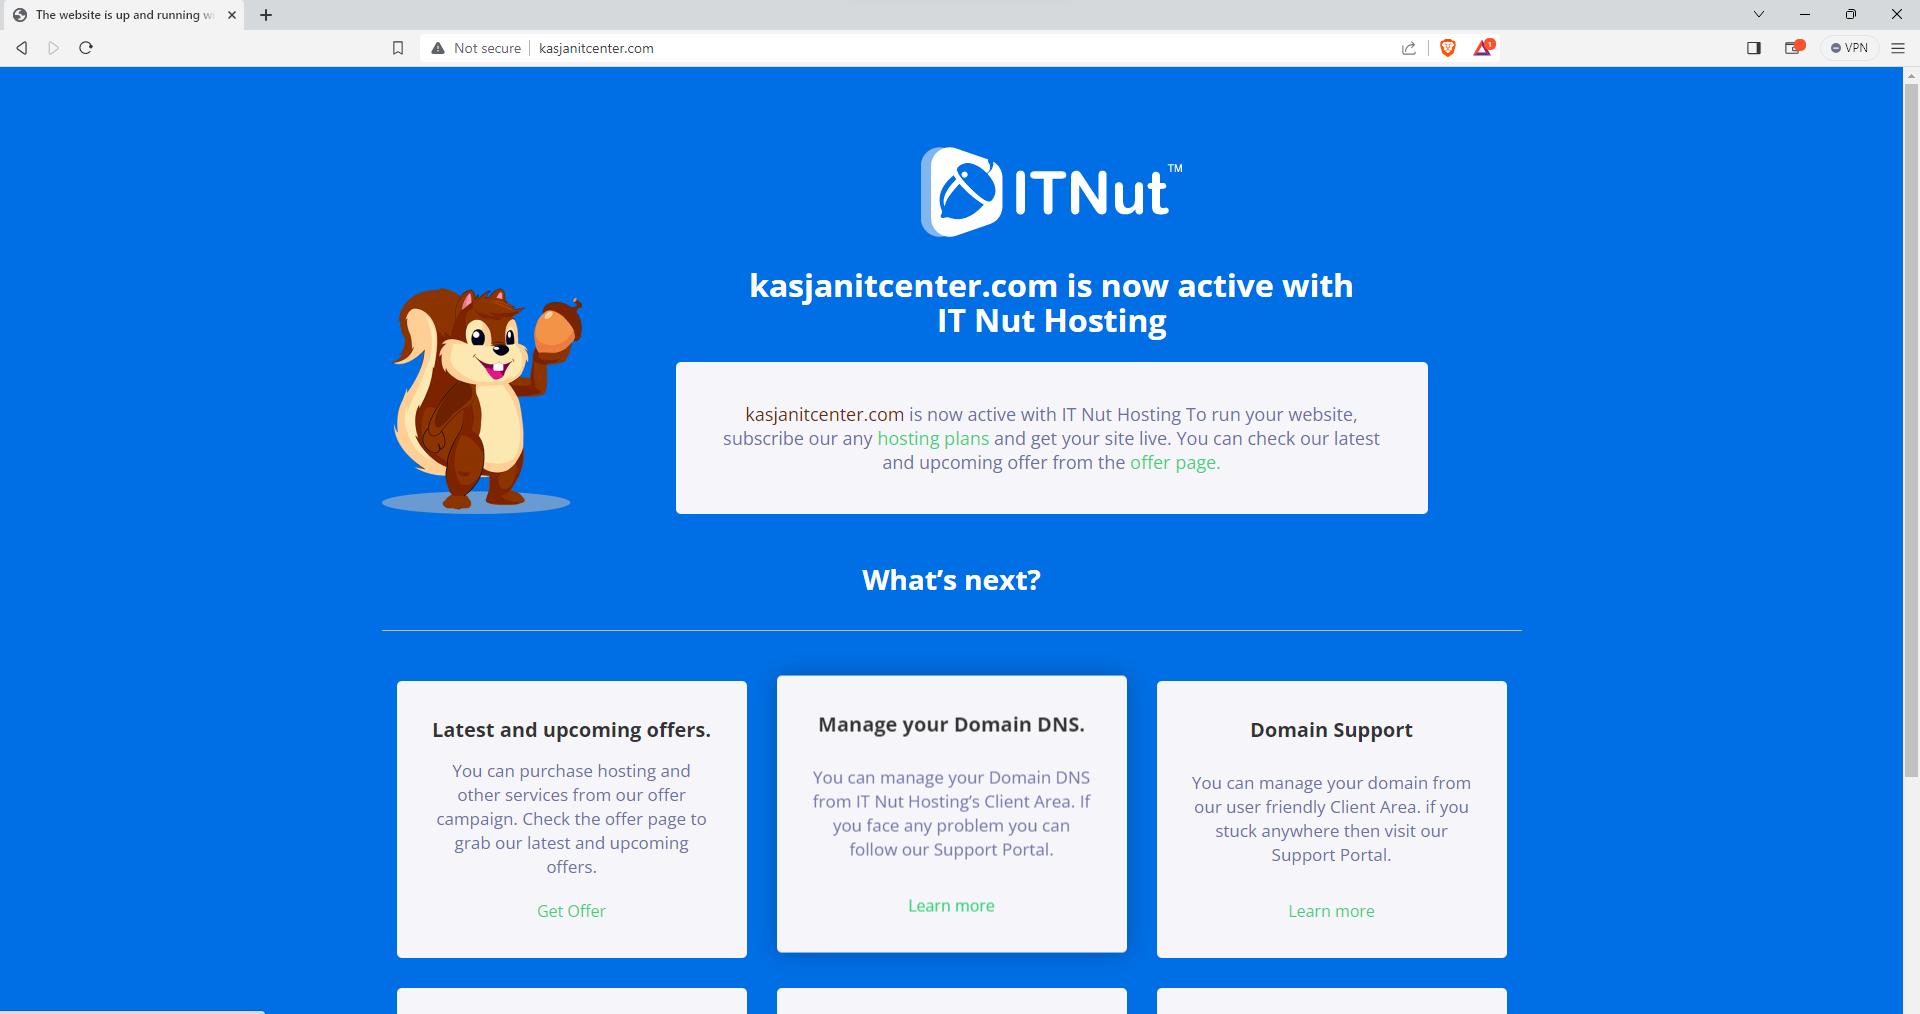 The website is up and running w
Not secure
kasjanitcenter.com
1
VPN
ITNut™
kasjanitcenter.com is now active with
IT Nut Hosting
kasjanitcenter.com is now active with IT Nut Hosting To run your website,
subscribe our any hosting plans and get your site live. You can check our latest
and upcoming offer from the offer page.
What’s next?
Latest and upcoming offers.
You can purchase hosting and
other services from our offer
campaign. Check the offer page to
grab our latest and upcoming
offers.
Get Offer
Manage your Domain DNS.
You can manage your Domain DNS
from IT Nut Hosting’s Client Area. If
you face any problem you can
follow our Support Portal.
Learn more
Domain Support
You can manage your domain from
our user friendly Client Area. if you
stuck anywhere then visit our
Support Portal.
Learn more